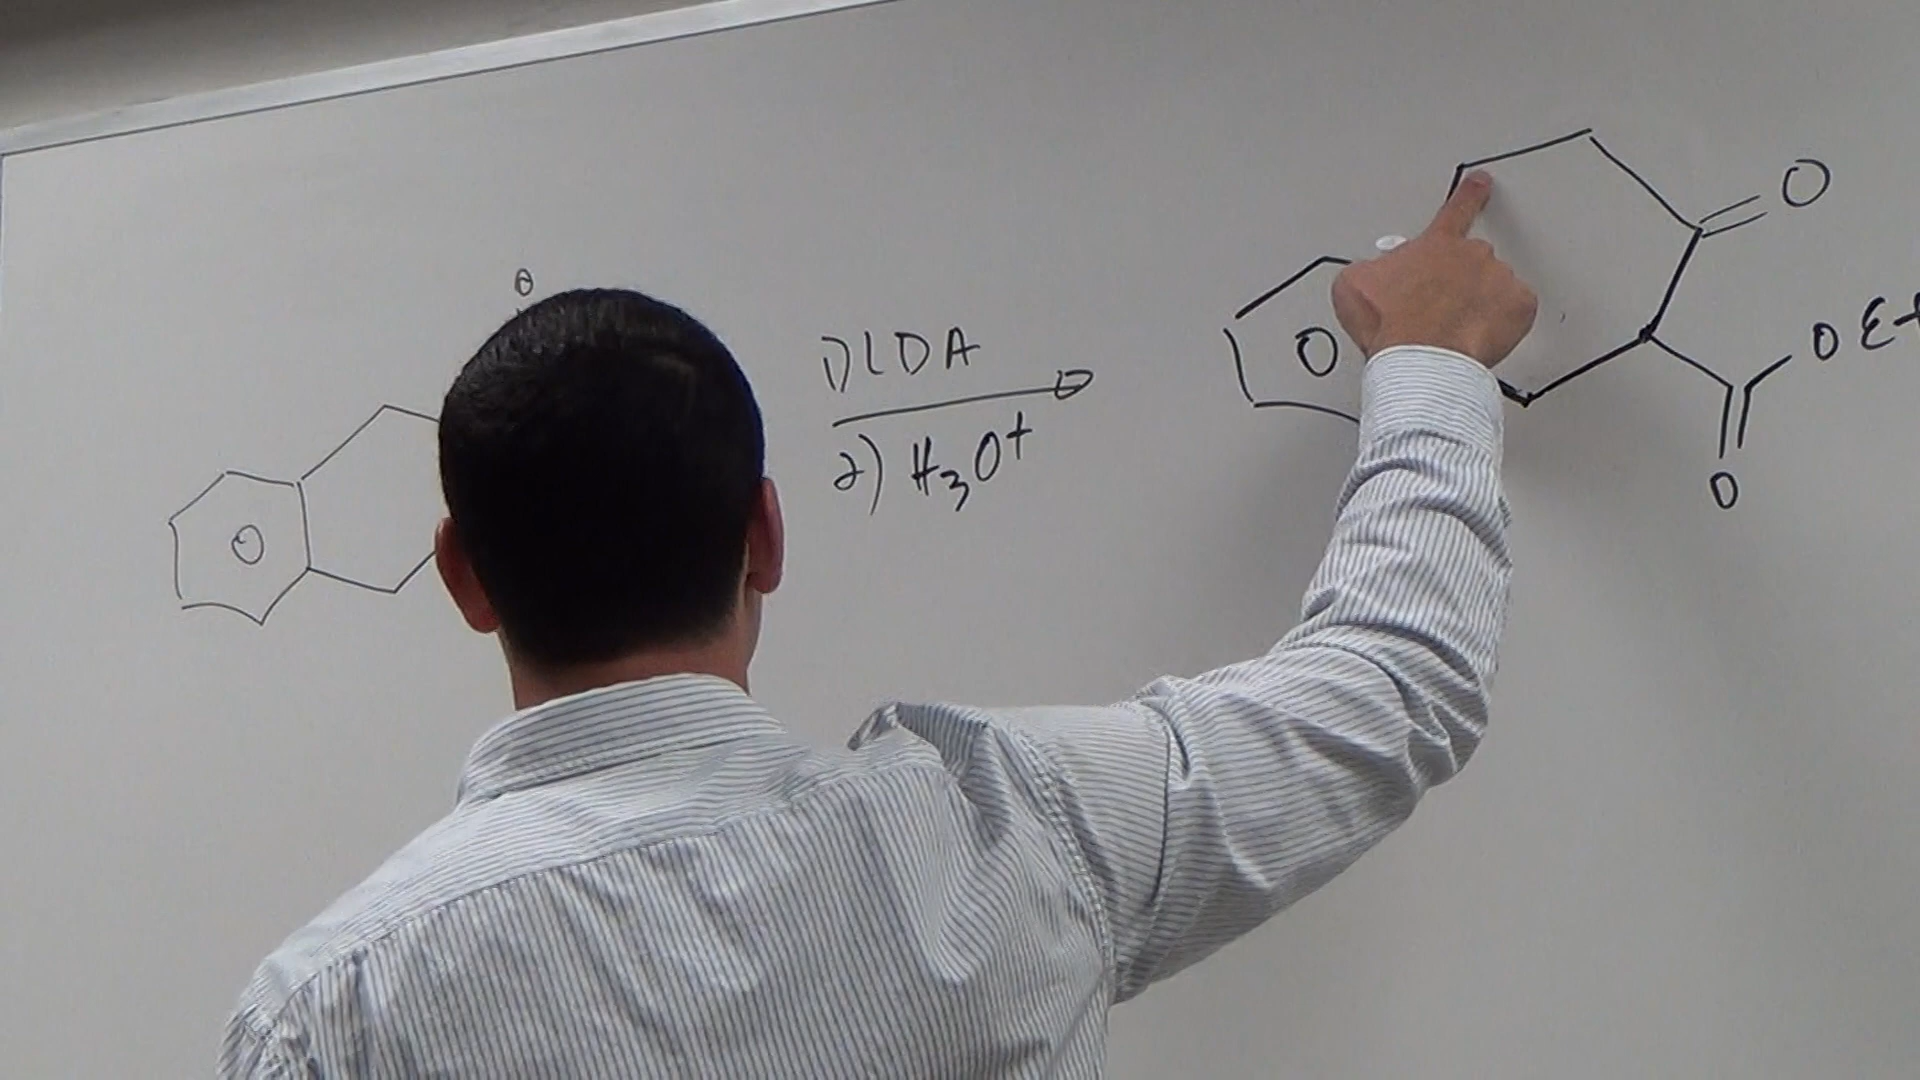 1) LDA
2) H3O+
O
OEt
O